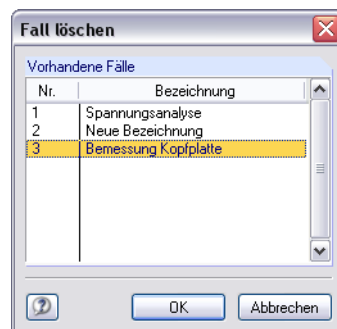 Fall löschen
Vorhandene Fälle
Nr. Bezeichnung
1 Spannungsanalyse
2 Neue Bezeichnung
3 Bemessung Kopfplatte
OK Abbrechen